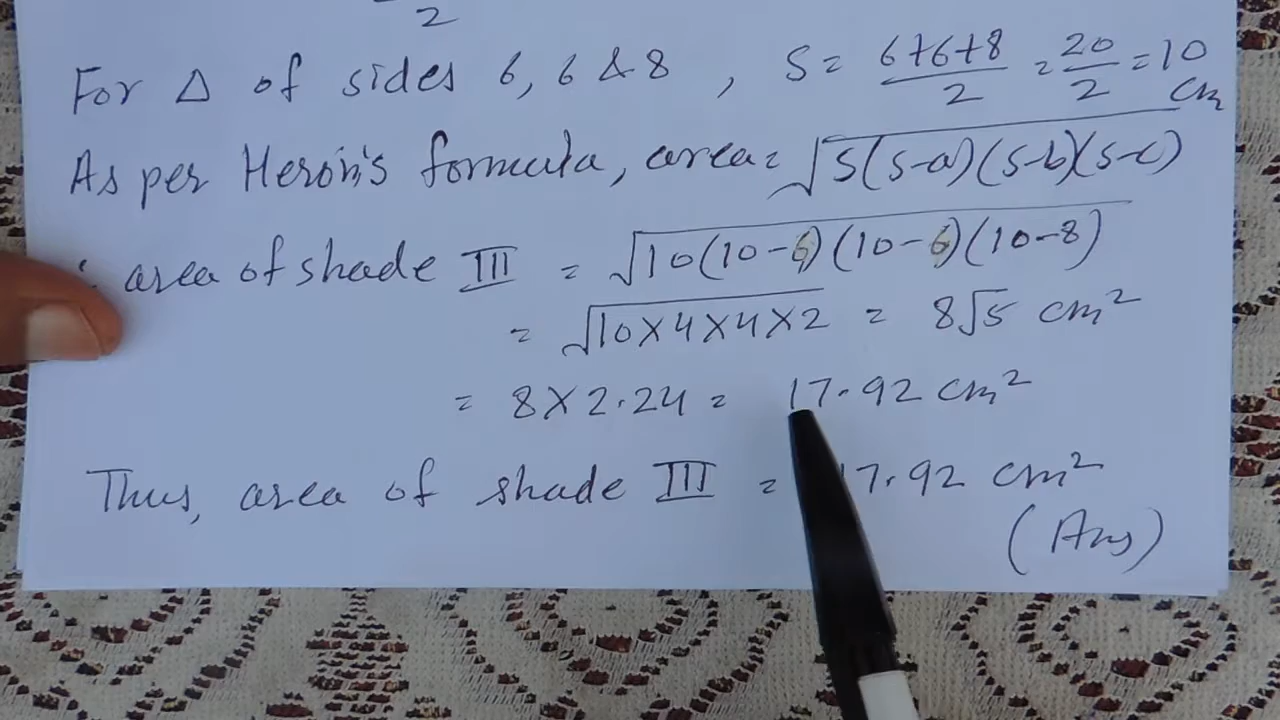 2
For Δ of sides 6, 6 & 8 , S = 6+6+8/2 = 20/2 = 10 cm
As per Heron's formula, area = √S(S-a)(S-b)(S-c)
∴ area of shade III = √10(10-6)(10-6)(10-8)
= √10×4×4×2 = 8√5 cm²
= 8×2.24 = 17.92 cm²
Thus, area of shade III = 17.92 cm²
(Ans)